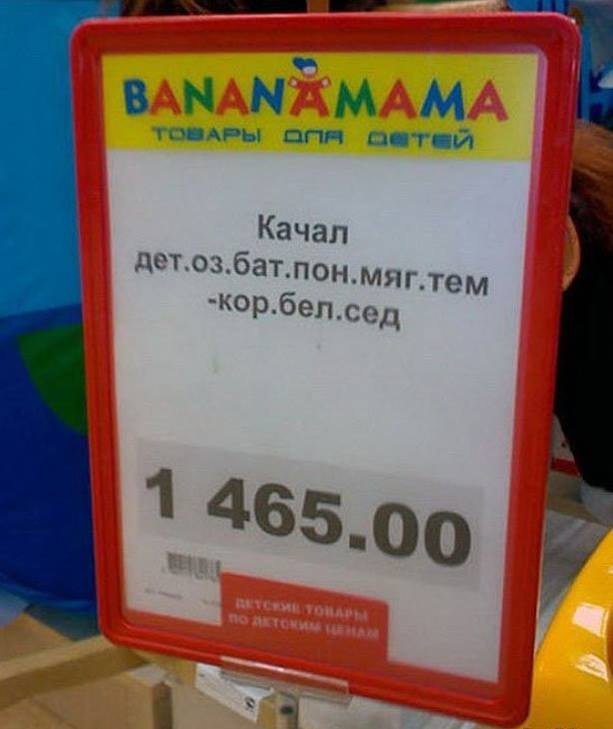 BANANAMAMA
ТОВАРЫ ДЛЯ ДЕТЕЙ
Качал
дет.оз.бат.пон.мяг.тем
-кор.бел.сед
1 465.00
ДЕТСКИЕ ТОВАРЫ
ПО ДЕТСКИМ ЦЕНАМ